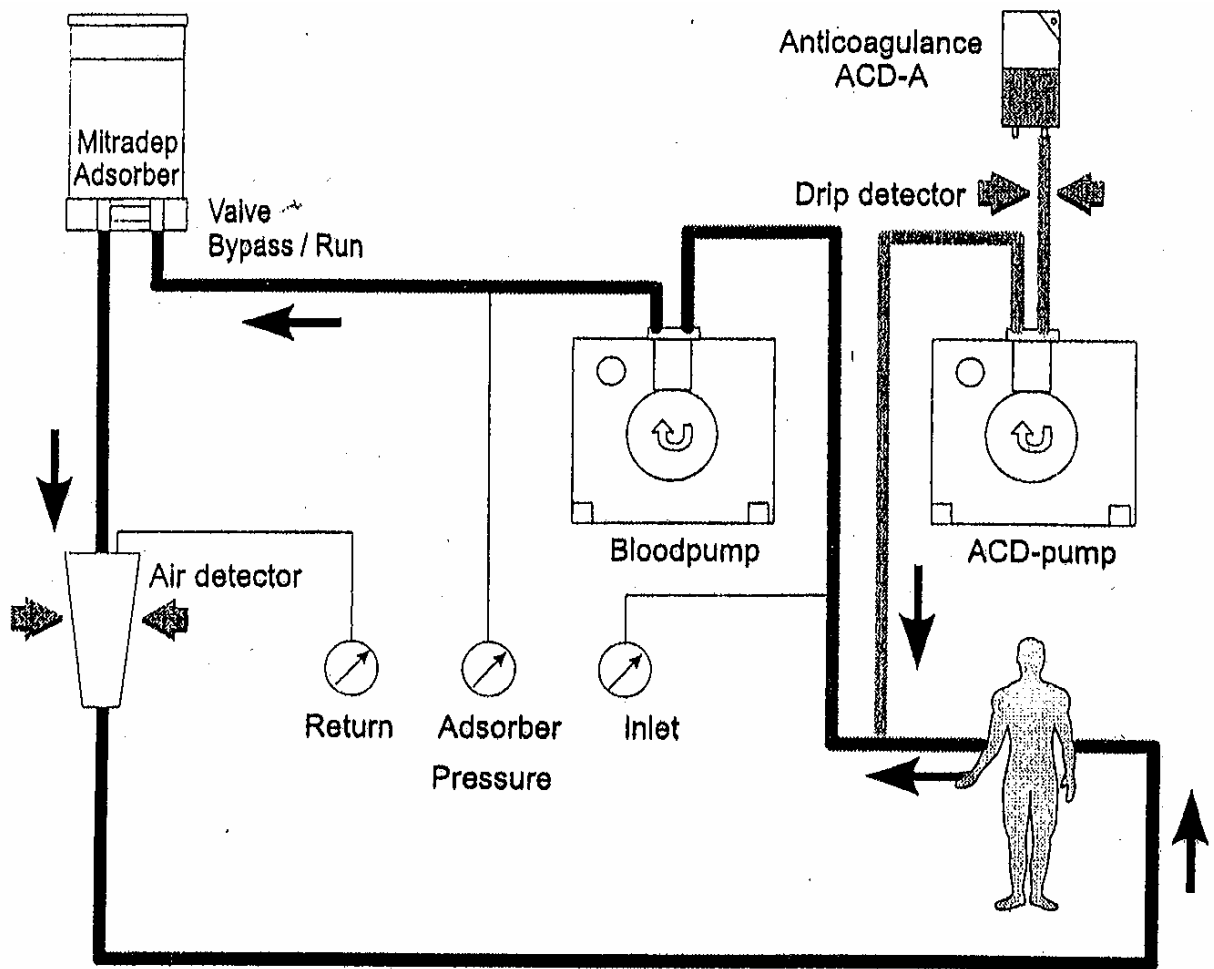 Anticoagulance
ACD-A
Mitradep
Adsorber
Drip detector
Valve
Bypass / Run
Bloodpump
ACD-pump
Air detector
Return
Adsorber
Inlet
Pressure